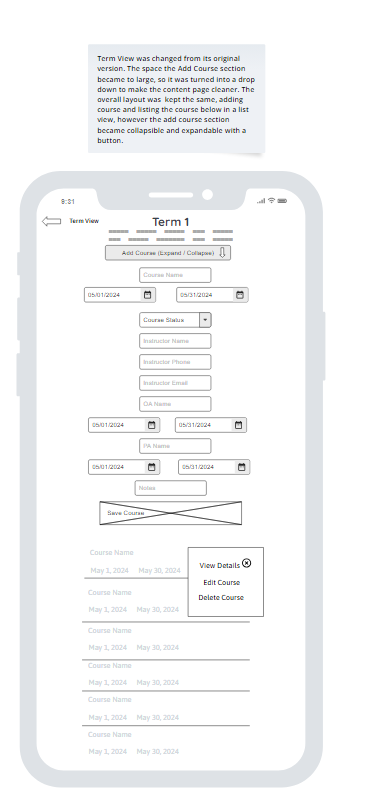 Term View was changed from its original
version. The space the Add Course section
became to large, so it was turned into a drop
down to make the content page cleaner. The
overall layout was kept the same, adding
course and listing the course below in a list
view, however the add course section
became collapsible and expandable with a
button.
9:31
Term View
Term 1
Add Course (Expand / Collapse)
Course Name
05/01/2024
05/31/2024
Course Status
Instructor Name
Instructor Phone
Instructor Email
OA Name
05/01/2024
05/31/2024
PA Name
05/01/2024
05/31/2024
Notes
Save Course
Course Name
May 1, 2024
May 30, 2024
View Details
Edit Course
Delete Course
Course Name
May 1, 2024
May 30, 2024
Course Name
May 1, 2024
May 30, 2024
Course Name
May 1, 2024
May 30, 2024
Course Name
May 1, 2024
May 30, 2024
Course Name
May 1, 2024
May 30, 2024